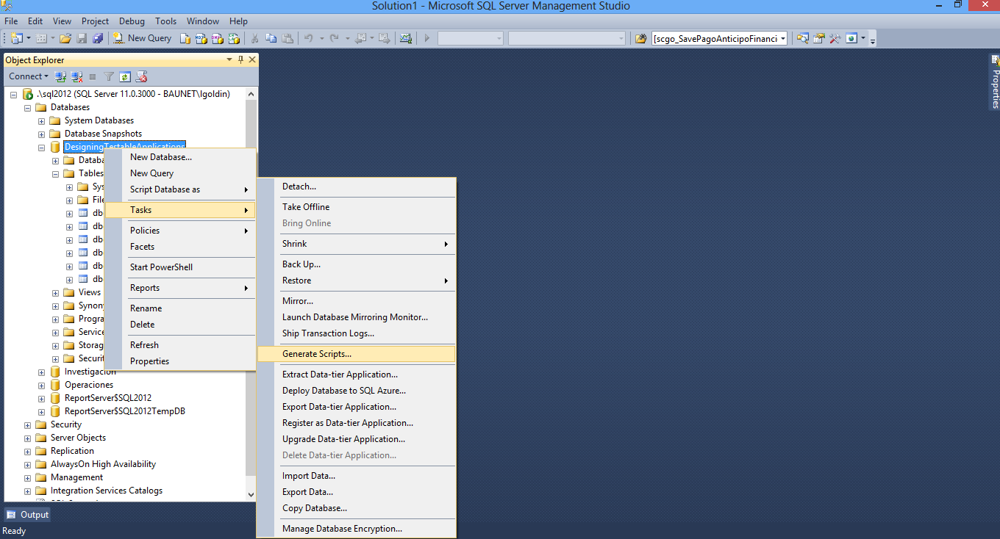 Solution1 - Microsoft SQL Server Management Studio
File Edit View Project Debug Tools Window Help
New Query
[scgo_SavePagoAnticipoFinanci
Object Explorer
Connect
.\sql2012 (SQL Server 11.0.3000 - BAUNET\lgoldin)
Databases
System Databases
Database Snapshots
DesigningTestableApplications
Databa
Tables
Sys
File
db
db
db
db
db
db
Views
Synony
Progra
Service
Storag
Securit
Investigacion
Operaciones
ReportServer$SQL2012
ReportServer$SQL2012TempDB
Security
Server Objects
Replication
AlwaysOn High Availability
Management
Integration Services Catalogs
New Database...
New Query
Script Database as
Tasks
Policies
Facets
Start PowerShell
Reports
Rename
Delete
Refresh
Properties
Detach...
Take Offline
Bring Online
Shrink
Back Up...
Restore
Mirror...
Launch Database Mirroring Monitor...
Ship Transaction Logs...
Generate Scripts...
Extract Data-tier Application...
Deploy Database to SQL Azure...
Export Data-tier Application...
Register as Data-tier Application...
Upgrade Data-tier Application...
Delete Data-tier Application...
Import Data...
Export Data...
Copy Database...
Manage Database Encryption...
Properties
Output
Ready